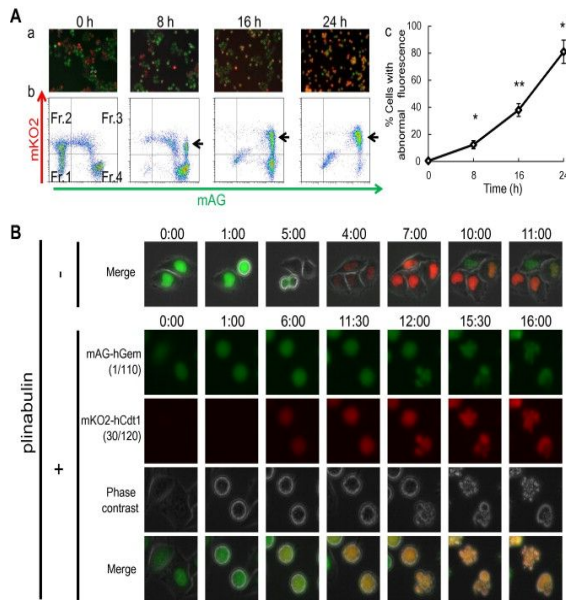 A
0 h 8 h 16 h 24 h
a
b
mKO2
Fr.2 Fr.3
Fr.1 Fr.4
mAG
c
% Cells with
abnormal fluorescence
100
80
60
40
20
0
* ** *
0 8 16 24
Time (h)
B
plinabulin
-
0:00 1:00 5:00 4:00 7:00 10:00 11:00
Merge
+
0:00 1:00 6:00 11:30 12:00 15:30 16:00
mAG-hGem
(1/110)
mKO2-hCdt1
(30/120)
Phase
contrast
Merge